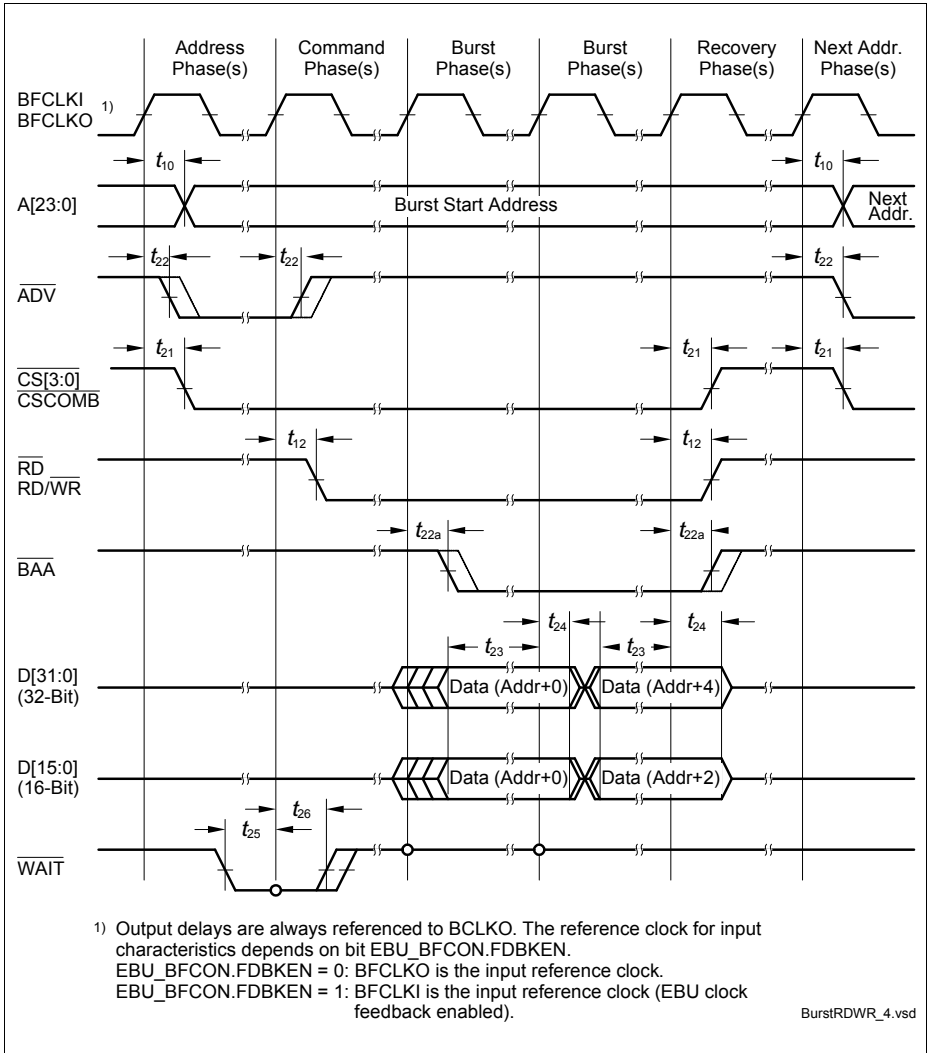 Address Phase(s) Command Phase(s) Burst Phase(s) Burst Phase(s) Recovery Phase(s) Next Addr. Phase(s)
BFCLKI
BFCLKO 1)
t10 t10
A[23:0] Burst Start Address Next Addr.
t22 t22 t22
ADV
t21 t21 t21
CS[3:0]
CSCOMB
t12 t12
RD
RD/WR
t22a t22a
BAA
t24 t24
t23 t23
D[31:0]
(32-Bit) Data (Addr+0) Data (Addr+4)
D[15:0]
(16-Bit) Data (Addr+0) Data (Addr+2)
t26
t25
WAIT
1) Output delays are always referenced to BCLKO. The reference clock for input
characteristics depends on bit EBU_BFCON.FDBKEN.
EBU_BFCON.FDBKEN = 0: BFCLKO is the input reference clock.
EBU_BFCON.FDBKEN = 1: BFCLKI is the input reference clock (EBU clock
feedback enabled).
BurstRDWR_4.vsd